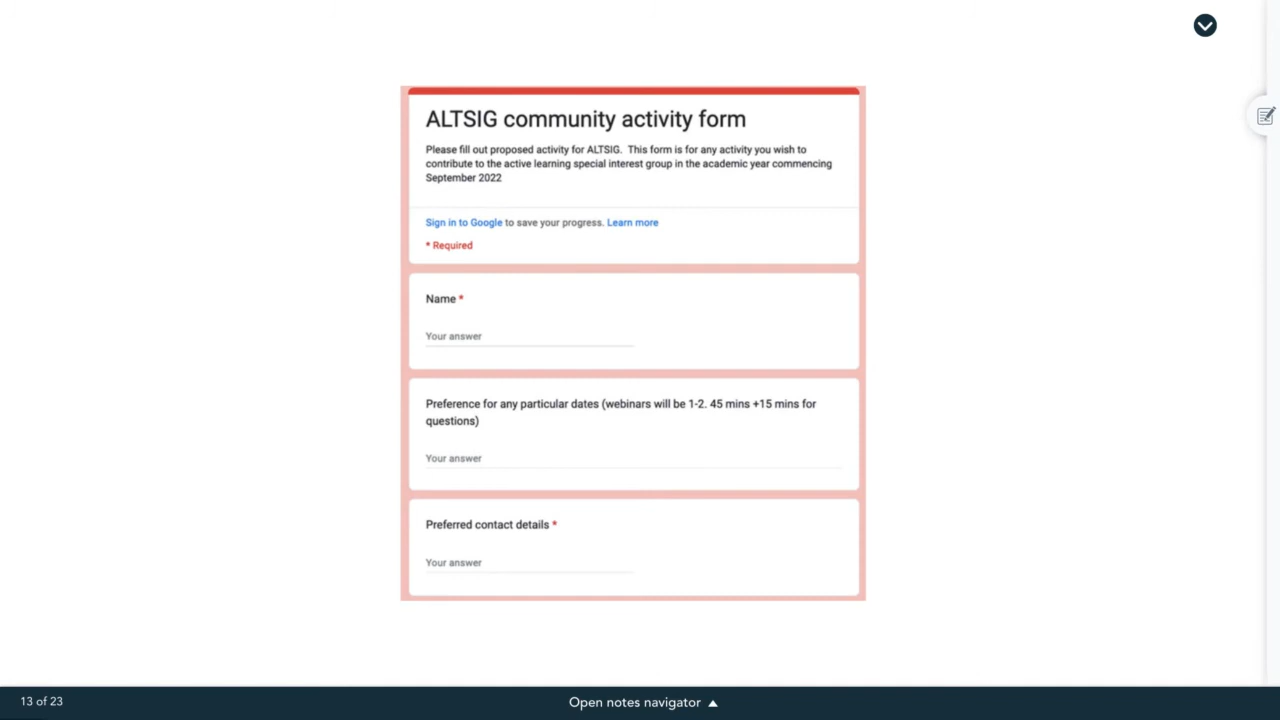 ALTSIG community activity form
Please fill out proposed activity for ALTSIG. This form is for any activity you wish to
contribute to the active learning special interest group in the academic year commencing
September 2022
Sign in to Google to save your progress. Learn more
* Required
Name *
Your answer
Preference for any particular dates (webinars will be 1-2. 45 mins +15 mins for
questions)
Your answer
Preferred contact details *
Your answer
13 of 23
Open notes navigator ▲